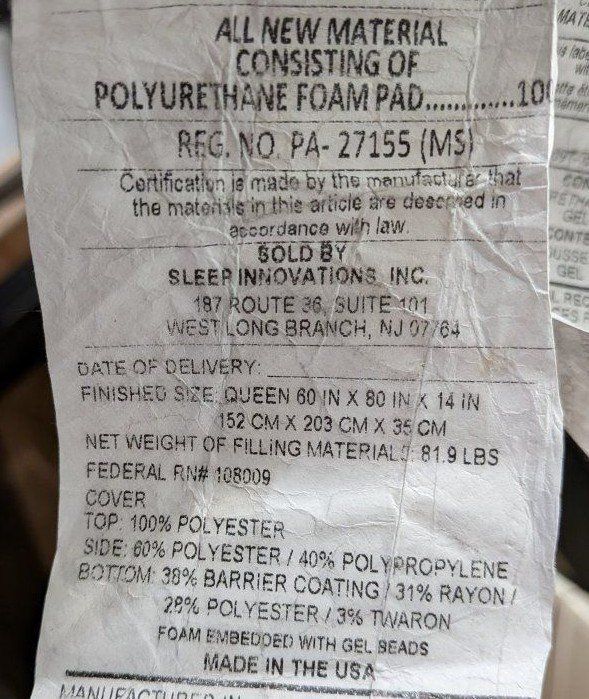 ALL NEW MATERIAL
CONSISTING OF
POLYURETHANE FOAM PAD.............10
REG. NO. PA- 27155 (MS)
Certification is made by the manufacturer that
the materials in this article are described in
accordance with law.
SOLD BY
SLEEP INNOVATIONS, INC.
187 ROUTE 36, SUITE 101
WEST LONG BRANCH, NJ 07764
DATE OF DELIVERY:
FINISHED SIZE: QUEEN 60 IN X 80 IN X 14 IN
152 CM X 203 CM X 35 CM
NET WEIGHT OF FILLING MATERIALS: 81.9 LBS
FEDERAL RN# 108009
COVER
TOP: 100% POLYESTER
SIDE: 60% POLYESTER / 40% POLYPROPYLENE
BOTTOM: 38% BARRIER COATING / 31% RAYON /
28% POLYESTER / 3% TWARON
FOAM EMBEDDED WITH GEL BEADS
MADE IN THE USA
MANUFACTURED IN
GEL
GEL